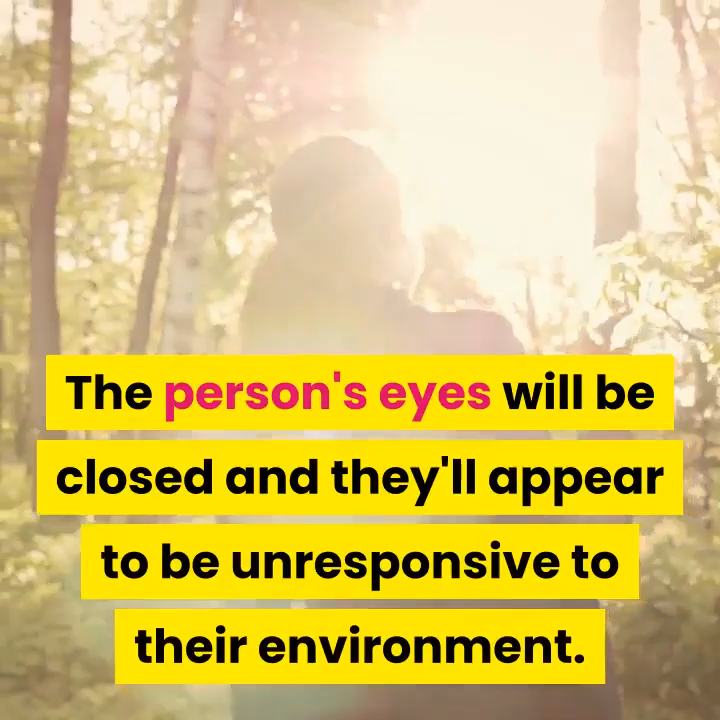 The person's eyes will be
closed and they'll appear
to be unresponsive to
their environment.